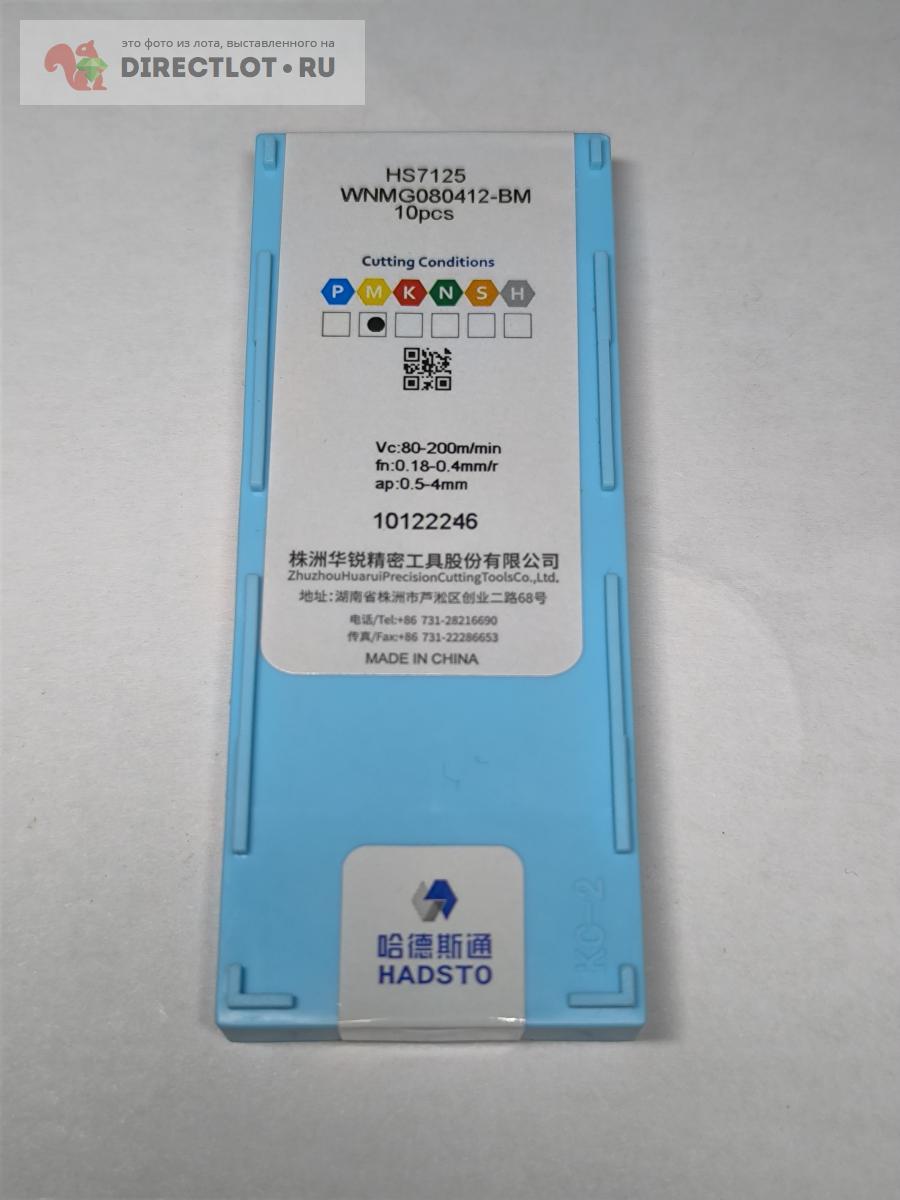 это фото из лота, выставленного на
DIRECTLOT•RU
HS7125
WNMG080412-BM
10pcs
Cutting Conditions
P M K N S H
Vc:80-200m/min
fn:0.18-0.4mm/r
ap:0.5-4mm
10122246
株洲华锐精密工具股份有限公司
ZhuzhouHuaruiPrecisionCuttingToolsCo.,Ltd.
地址:湖南省株洲市芦淞区创业二路68号
电话/Tel:+86 731-28216690
传真/Fax:+86 731-22286653
MADE IN CHINA
KC-2
哈德斯通
HADSTO